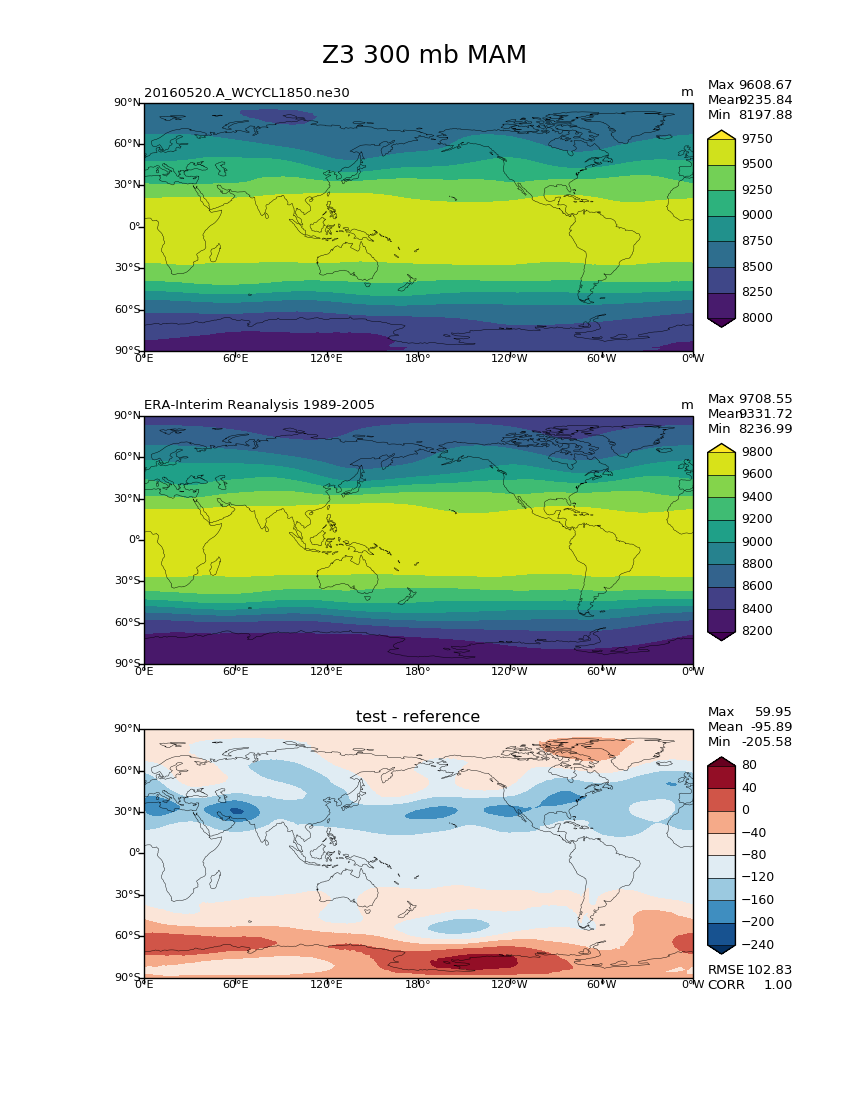 Z3 300 mb MAM
20160520.A_WCYCL1850.ne30
m
Max 9608.67
Mean 9235.84
Min 8197.88
90°N
60°N
30°N
0°
30°S
60°S
90°S
0°E 60°E 120°E 180° 120°W 60°W 0°W
9750
9500
9250
9000
8750
8500
8250
8000
ERA-Interim Reanalysis 1989-2005
m
Max 9708.55
Mean 9331.72
Min 8236.99
90°N
60°N
30°N
0°
30°S
60°S
90°S
0°E 60°E 120°E 180° 120°W 60°W 0°W
9800
9600
9400
9200
9000
8800
8600
8400
8200
test - reference
Max 59.95
Mean -95.89
Min -205.58
90°N
60°N
30°N
0°
30°S
60°S
90°S
0°E 60°E 120°E 180° 120°W 60°W 0°W
80
40
0
−40
−80
−120
−160
−200
−240
RMSE 102.83
CORR 1.00